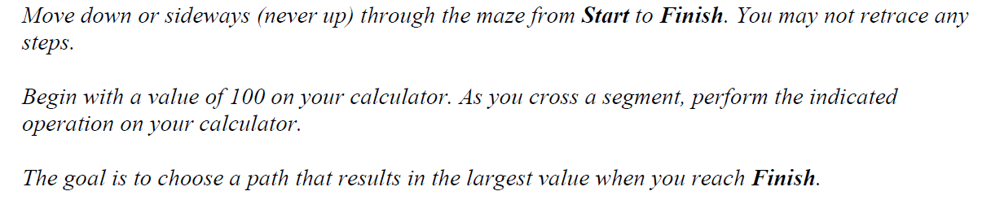 Move down or sideways (never up) through the maze from Start to Finish. You may not retrace any
steps.
Begin with a value of 100 on your calculator. As you cross a segment, perform the indicated
operation on your calculator.
The goal is to choose a path that results in the largest value when you reach Finish.